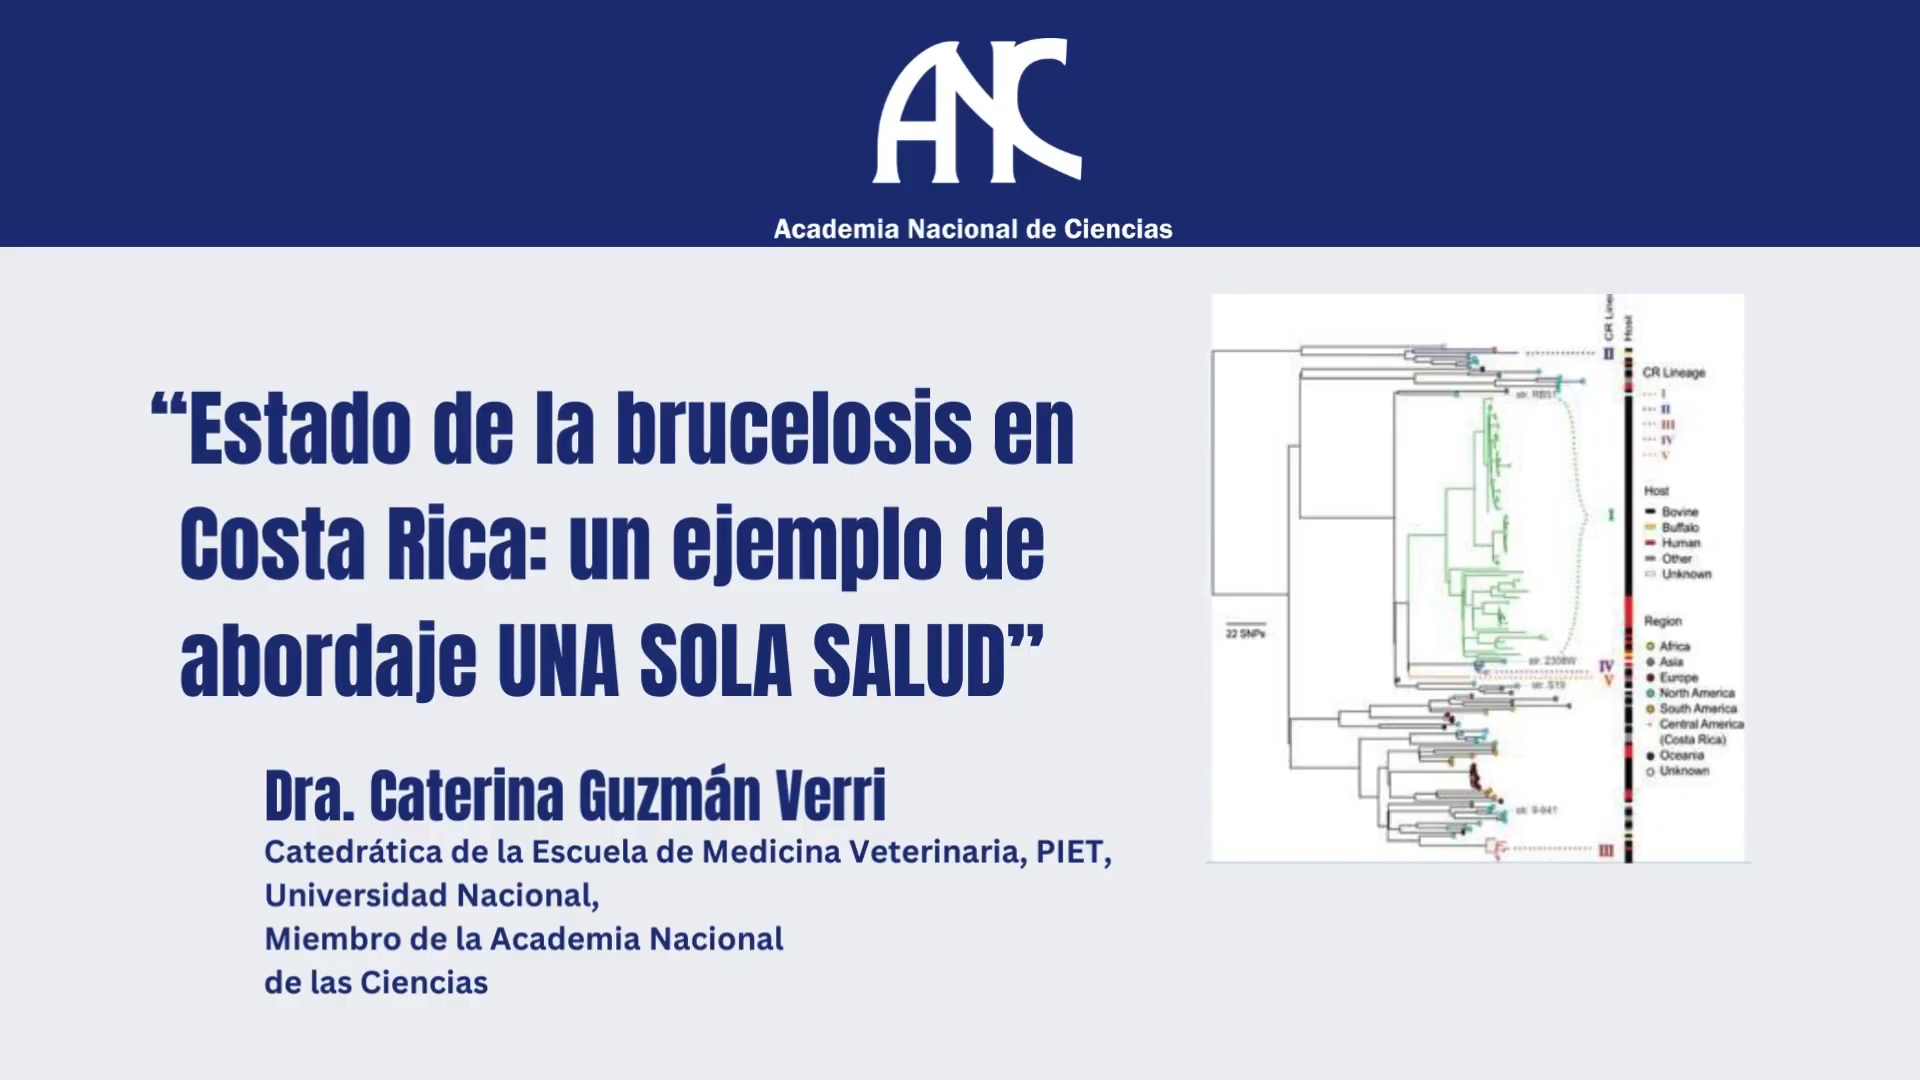 ANC
Academia Nacional de Ciencias
“Estado de la brucelosis en
Costa Rica: un ejemplo de
abordaje UNA SOLA SALUD”
Dra. Caterina Guzmán Verri
Catedrática de la Escuela de Medicina Veterinaria, PIET,
Universidad Nacional,
Miembro de la Academia Nacional
de las Ciencias
Host
II
str. RB51
I
22 SNPs
str. 2308W
IV
V
str. S19
str. 9-941
III
CR Lineage
I
II
III
IV
V
Host
Bovine
Buffalo
Human
Other
Unknown
Region
Africa
Asia
Europe
North America
South America
Central America
(Costa Rica)
Oceania
Unknown